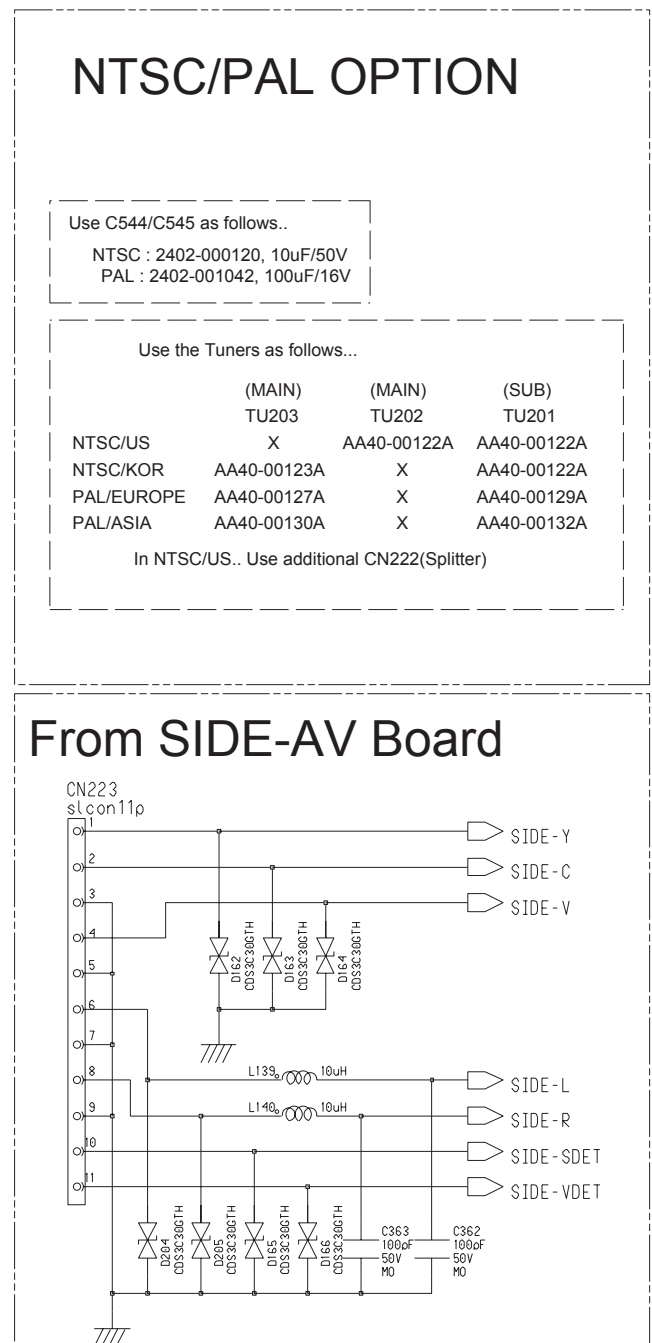 NTSC/PAL OPTION
Use C544/C545 as follows..
NTSC : 2402-000120, 10uF/50V
PAL : 2402-001042, 100uF/16V
Use the Tuners as follows...
(MAIN) (MAIN) (SUB)
TU203 TU202 TU201
NTSC/US X AA40-00122A AA40-00122A
NTSC/KOR AA40-00123A X AA40-00122A
PAL/EUROPE AA40-00127A X AA40-00129A
PAL/ASIA AA40-00130A X AA40-00132A
In NTSC/US.. Use additional CN222(Splitter)
From SIDE-AV Board
CN223
slcon11p
1
SIDE-Y
2
SIDE-C
3
SIDE-V
4
5
6
7
8
9
10
11
D162
CDS3C30GTH
D163
CDS3C30GTH
D164
CDS3C30GTH
L139 10uH
SIDE-L
L140 10uH
SIDE-R
SIDE-SDET
SIDE-VDET
D204
CDS3C30GTH
D205
CDS3C30GTH
D165
CDS3C30GTH
D166
CDS3C30GTH
C363
100pF
50V
MO
C362
100pF
50V
MO